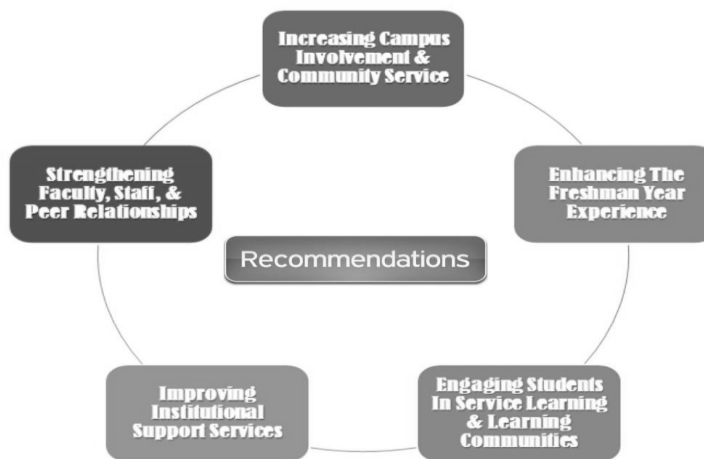 Increasing Campus
Involvement &
Community Service
Strengthening
Faculty, Staff, &
Peer Relationships
Enhancing The
Freshman Year
Experience
Recommendations
Improving
Institutional
Support Services
Engaging Students
In Service Learning
& Learning
Communities